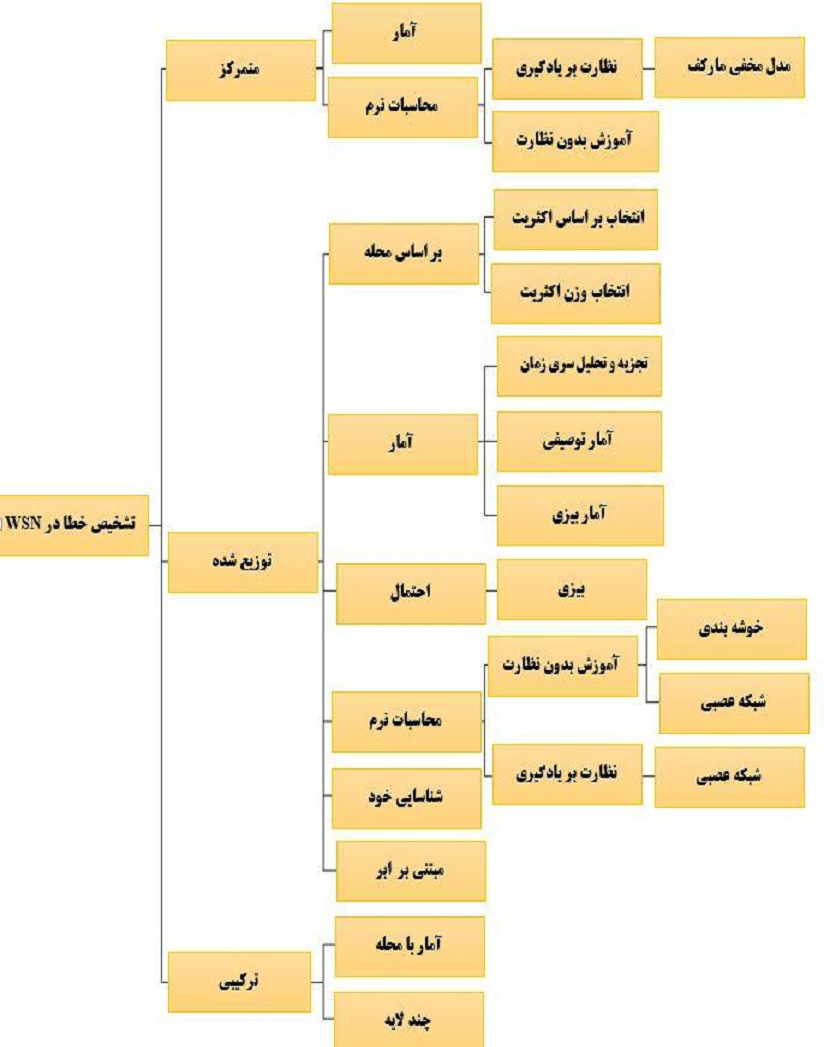 تشخیص خطا در WSN
متمرکز
آمار
محاسبات نرم
نظارت بر یادگیری
مدل مخفی مارکف
آموزش بدون نظارت
توزیع شده
بر اساس محله
انتخاب بر اساس اکثریت
انتخاب وزن اکثریت
آمار
تجزیه و تحلیل سری زمان
آمار توصیفی
آمار بیزی
احتمال
بیزی
محاسبات نرم
آموزش بدون نظارت
خوشه بندی
شبکه عصبی
نظارت بر یادگیری
شبکه عصبی
شناسایی خود
مبتنی بر ابر
ترکیبی
آمار با محله
چند لایه